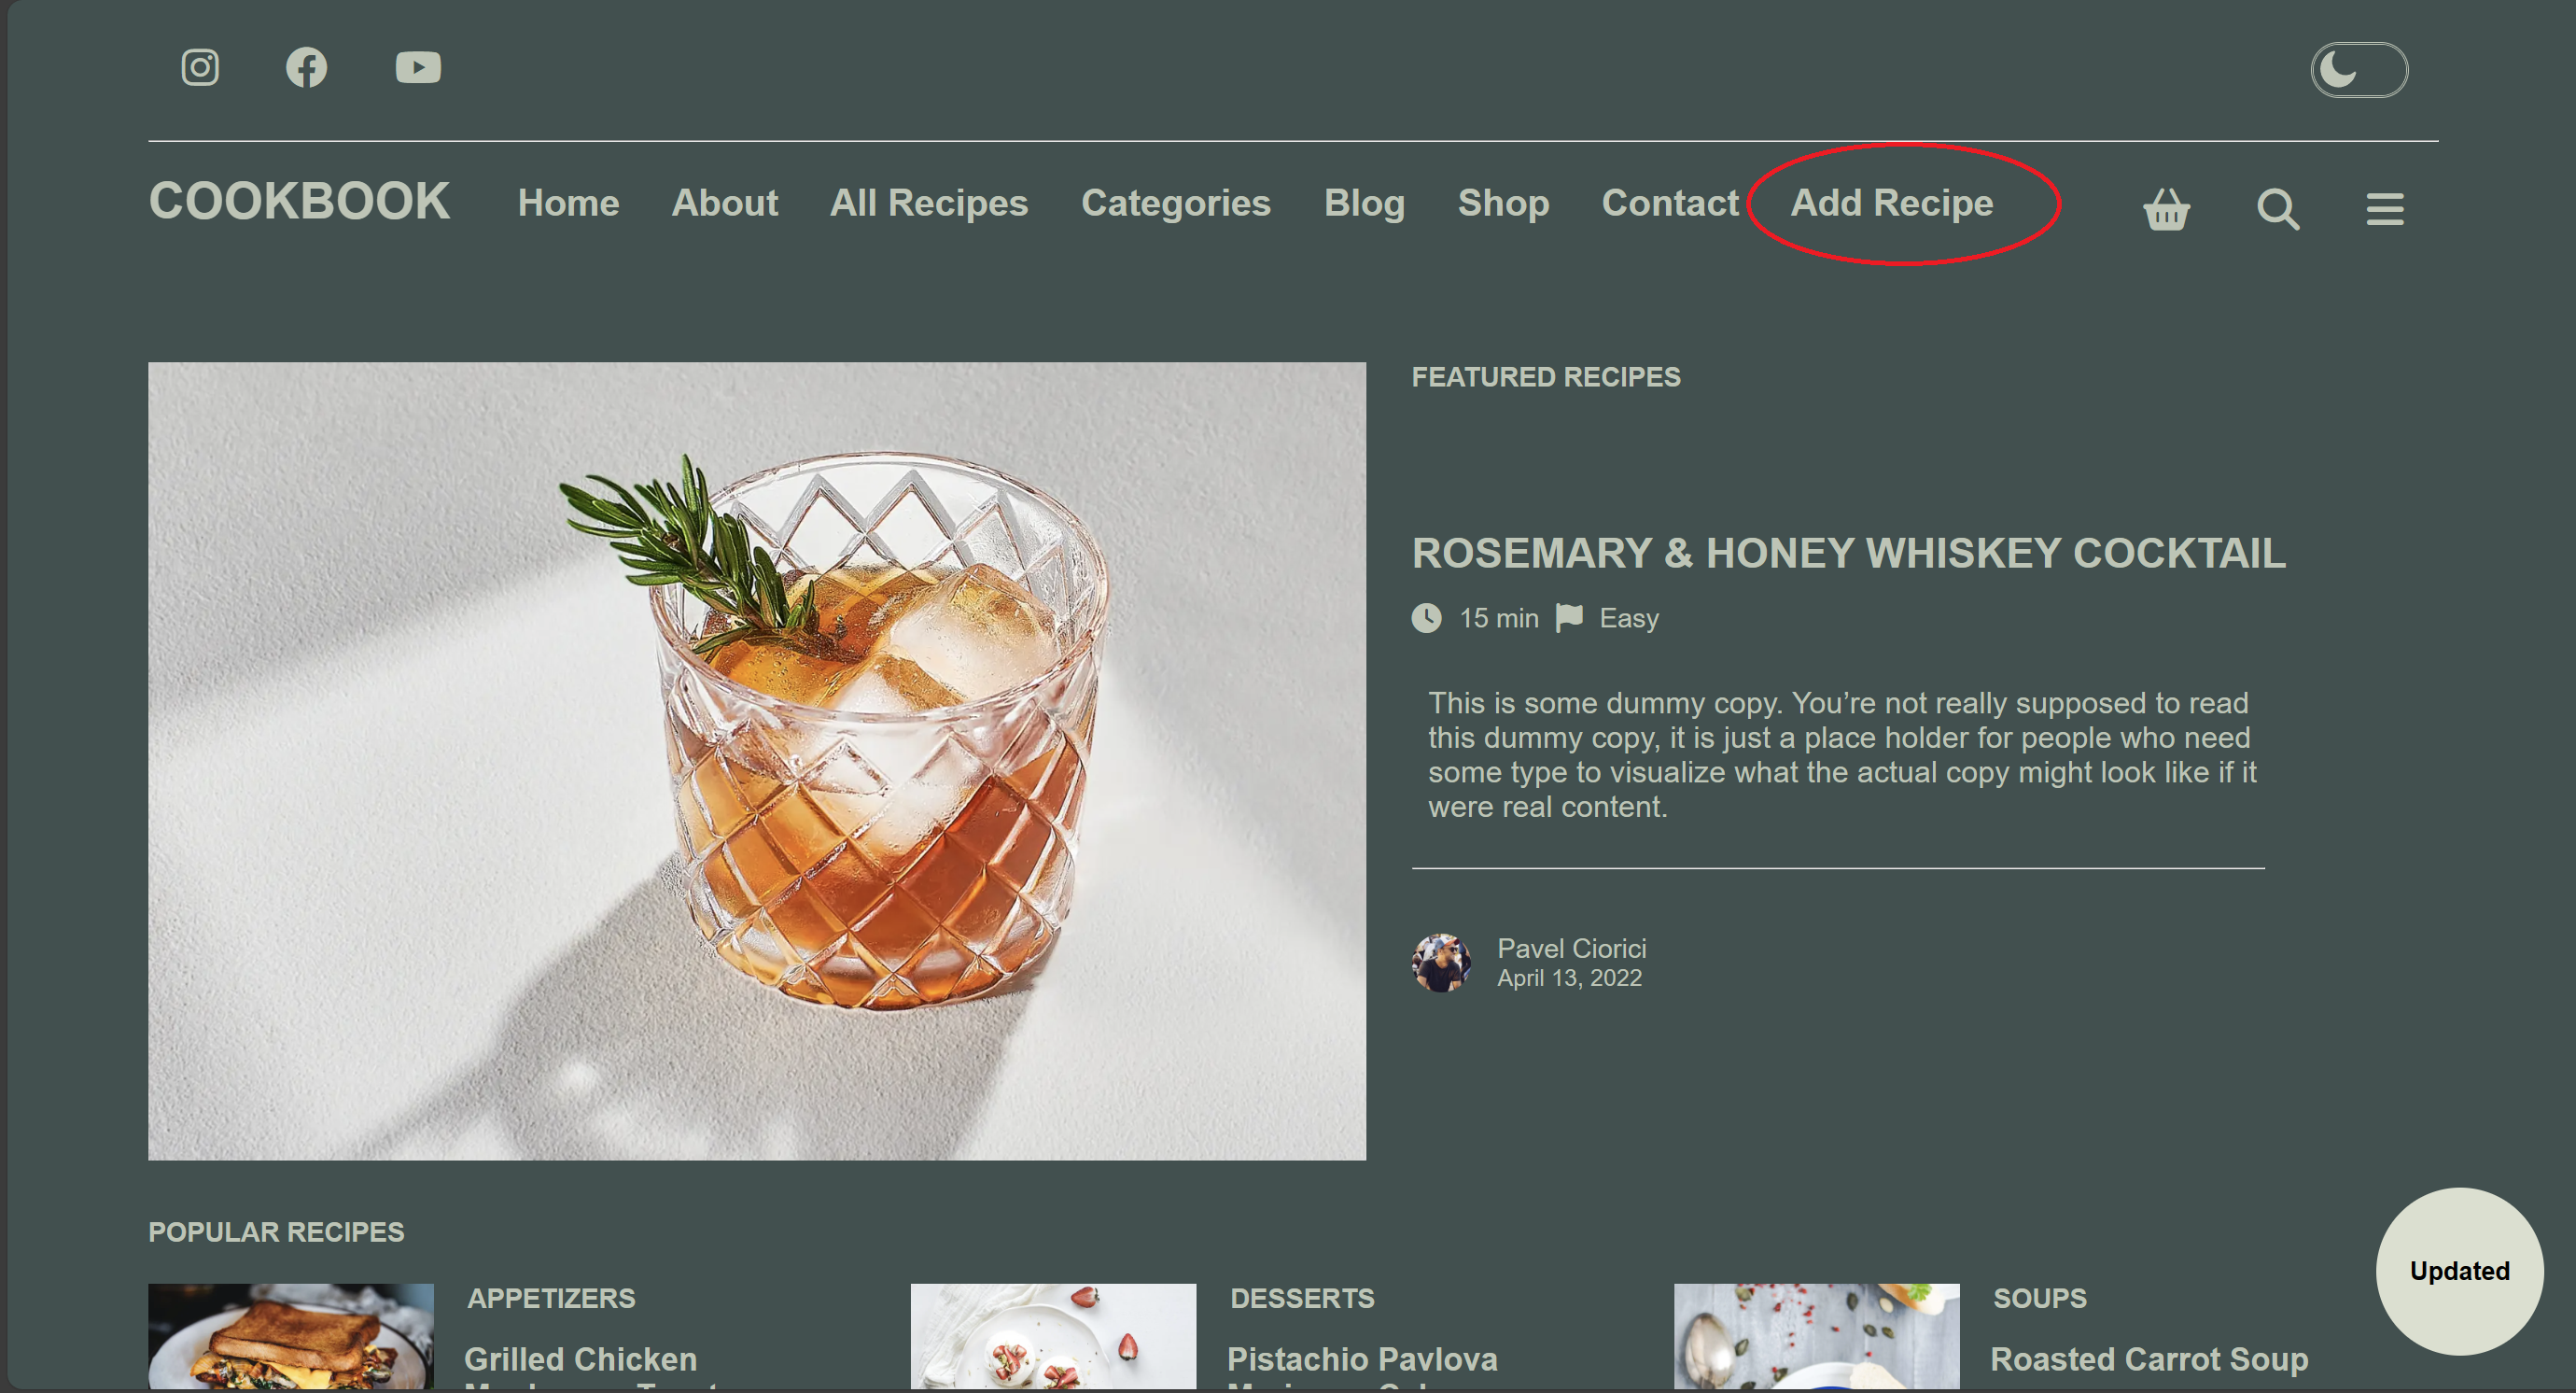 COOKBOOK
Home
About
All Recipes
Categories
Blog
Shop
Contact
Add Recipe
FEATURED RECIPES
ROSEMARY & HONEY WHISKEY COCKTAIL
15 min Easy
This is some dummy copy. You’re not really supposed to read
this dummy copy, it is just a place holder for people who need
some type to visualize what the actual copy might look like if it
were real content.
Pavel Ciorici
April 13, 2022
POPULAR RECIPES
APPETIZERS
Grilled Chicken
DESSERTS
Pistachio Pavlova
SOUPS
Roasted Carrot Soup
Updated